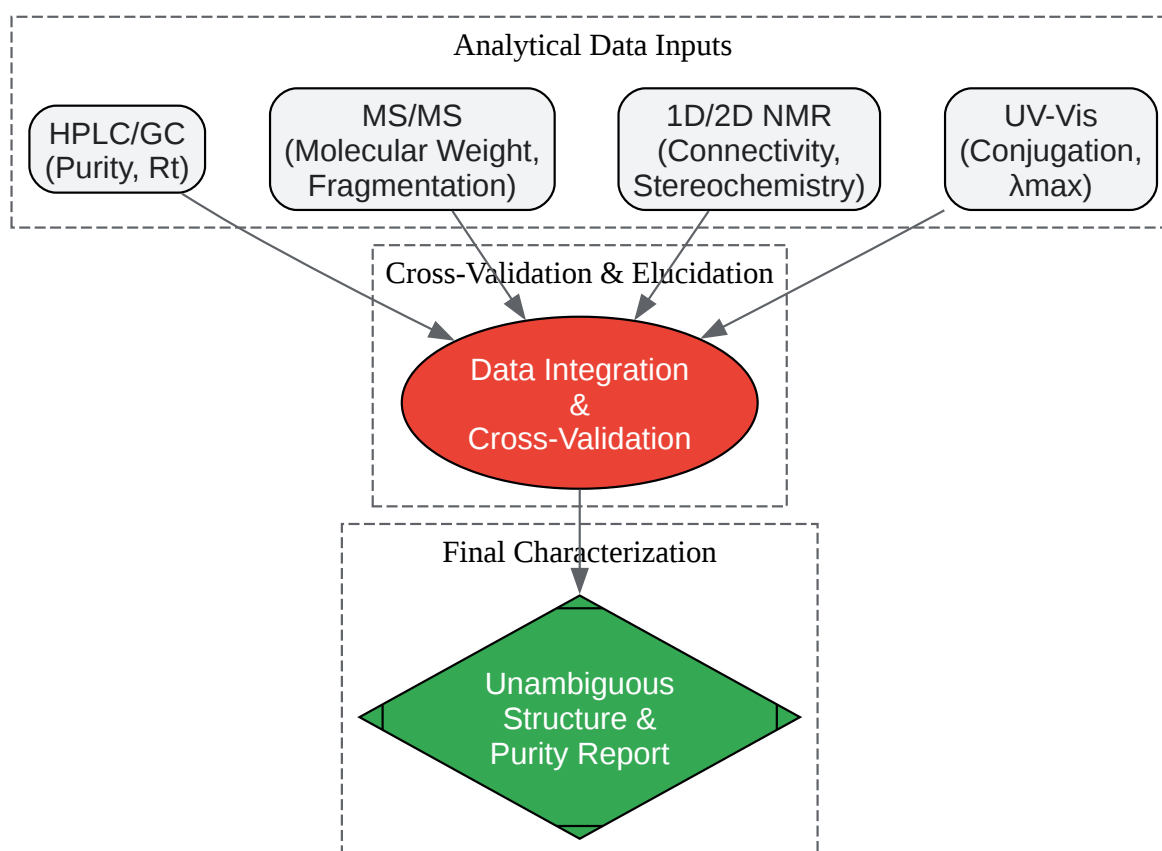 Analytical Data Inputs
HPLC/GC
(Purity, Rt)
MS/MS
(Molecular Weight,
Fragmentation)
1D/2D NMR
(Connectivity,
Stereochemistry)
UV-Vis
(Conjugation,
λmax)
Cross-Validation & Elucidation
Data Integration
&
Cross-Validation
Final Characterization
Unambiguous
Structure &
Purity Report